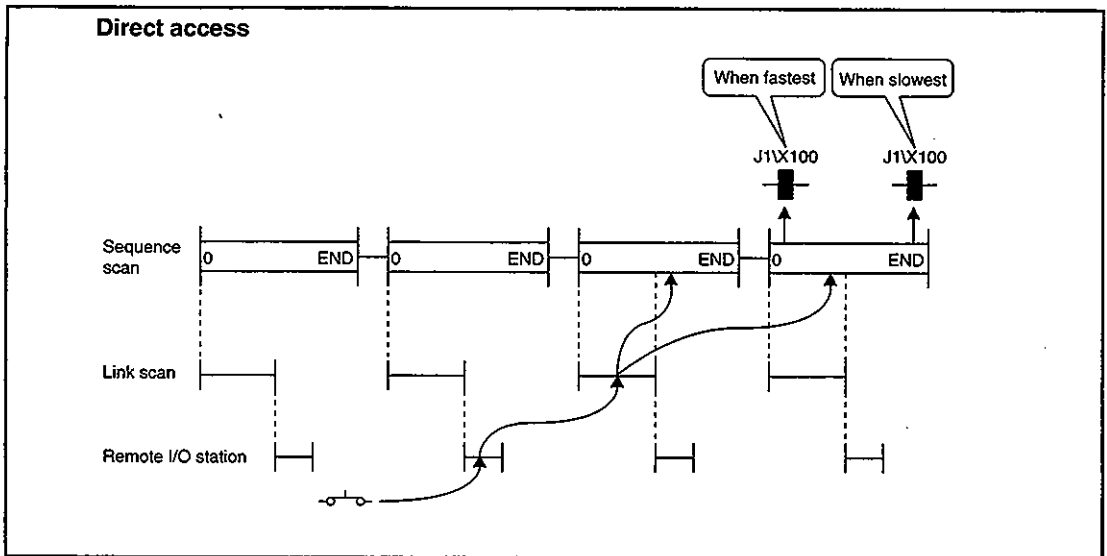 Direct access
When fastest
When slowest
J1\X100
J1\X100
Sequence
scan
0 END
0 END
0 END
0 END
Link scan
Remote I/O station